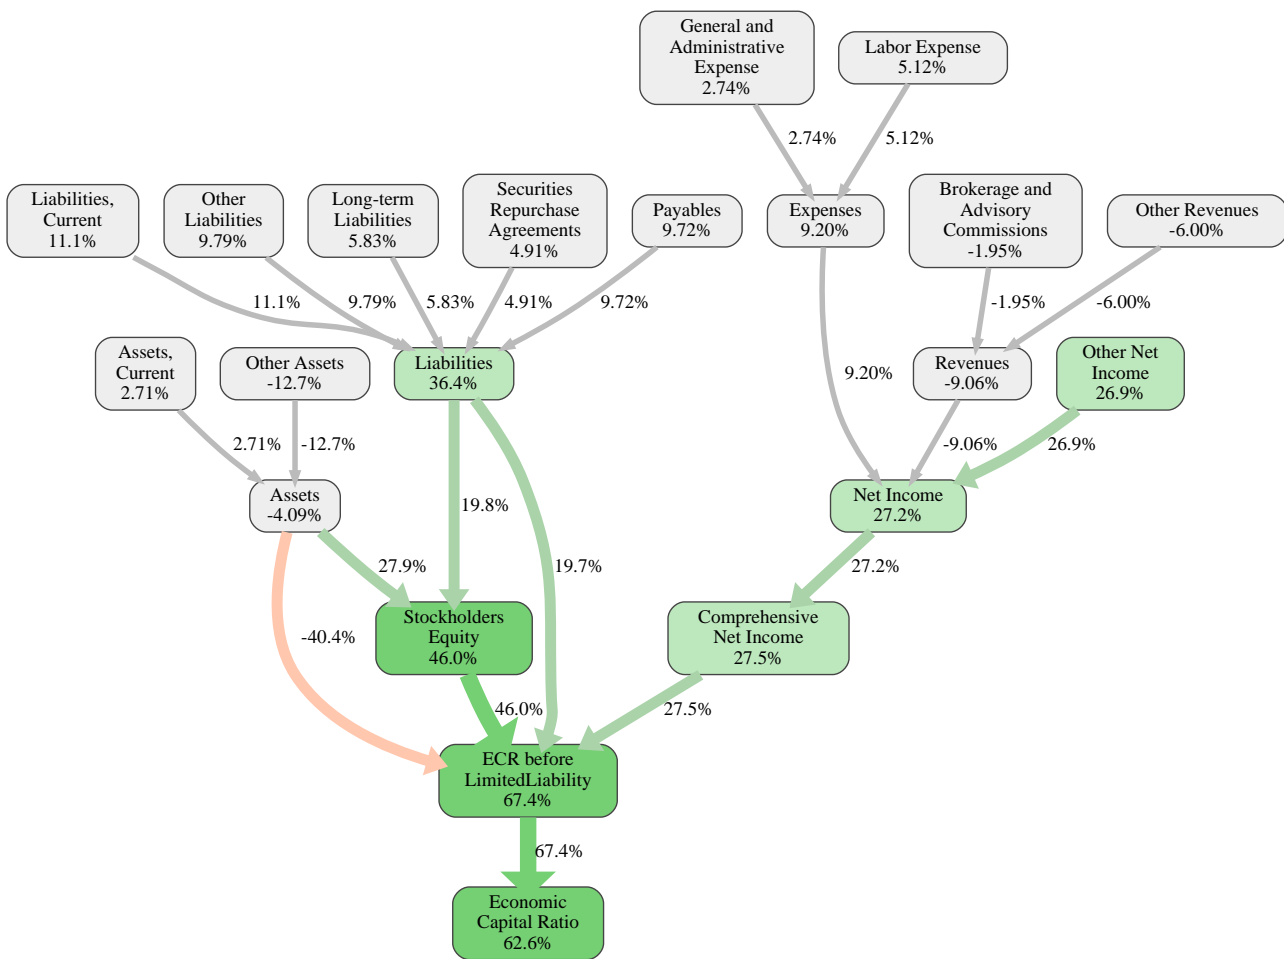 General and
Administrative
Expense
2.74%
Labor Expense
5.12%
2.74%
5.12%
Liabilities,
Current
11.1%
Other
Liabilities
9.79%
Long-term
Liabilities
5.83%
Securities
Repurchase
Agreements
4.91%
Payables
9.72%
Expenses
9.20%
Brokerage and
Advisory
Commissions
-1.95%
Other Revenues
-6.00%
11.1%
9.79%
5.83%
4.91%
9.72%
-1.95%
-6.00%
Assets,
Current
2.71%
Other Assets
-12.7%
Liabilities
36.4%
9.20%
Revenues
-9.06%
Other Net
Income
26.9%
2.71%
-12.7%
-9.06%
26.9%
Assets
-4.09%
19.8%
Net Income
27.2%
27.9%
19.7%
27.2%
-40.4%
Stockholders
Equity
46.0%
Comprehensive
Net Income
27.5%
46.0%
27.5%
ECR before
LimitedLiability
67.4%
67.4%
Economic
Capital Ratio
62.6%